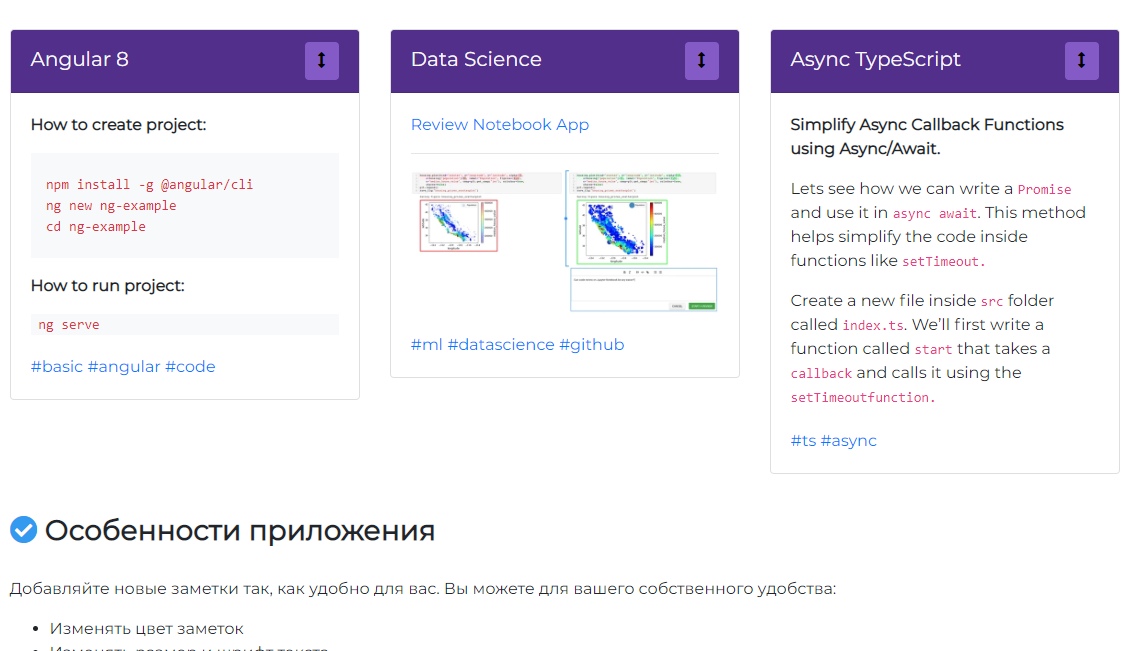 Angular 8
How to create project:
npm install -g @angular/cli
ng new ng-example
cd ng-example
How to run project:
ng serve
#basic #angular #code
Data Science
Review Notebook App
#ml #datascience #github
Async TypeScript
Simplify Async Callback Functions
using Async/Await.
Lets see how we can write a Promise
and use it in async await. This method
helps simplify the code inside
functions like setTimeout.
Create a new file inside src folder
called index.ts. We’ll first write a
function called start that takes a
callback and calls it using the
setTimeoutfunction.
#ts #async
Особенности приложения
Добавляйте новые заметки так, как удобно для вас. Вы можете для вашего собственного удобства:
Изменять цвет заметок
Изменять размер и шрифт текста